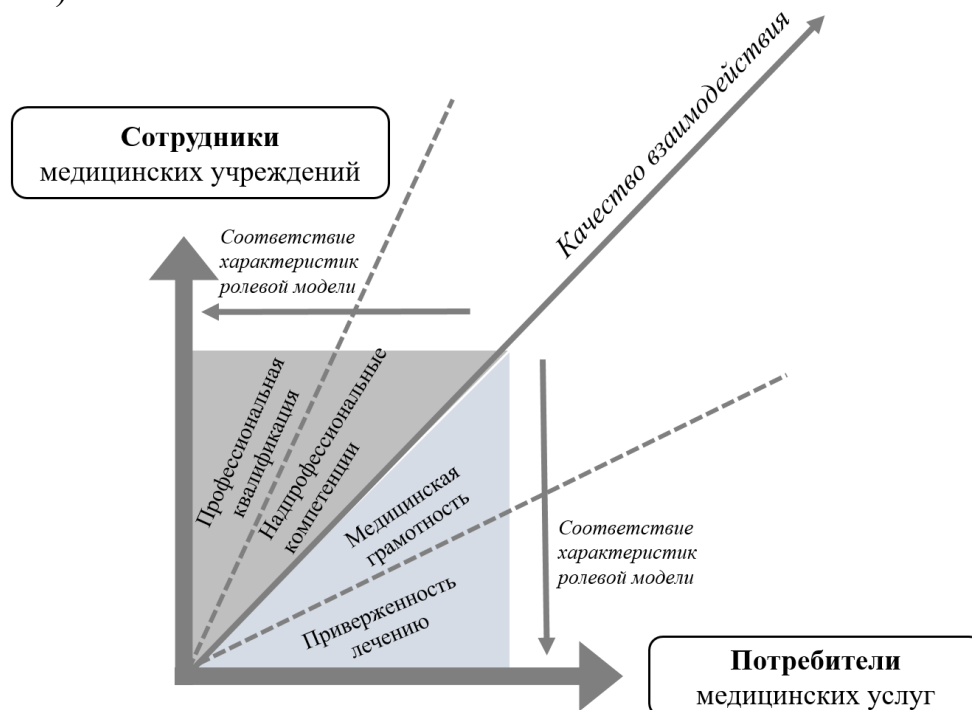 )
Качество взаимодействия
Сотрудники
медицинских учреждений
Соответствие
характеристик
ролевой модели
Профессиональная
квалификация
Надпрофессиональные
компетенции
Медицинская
грамотность
Приверженность
лечению
Соответствие
характеристик
ролевой модели
Потребители
медицинских услуг